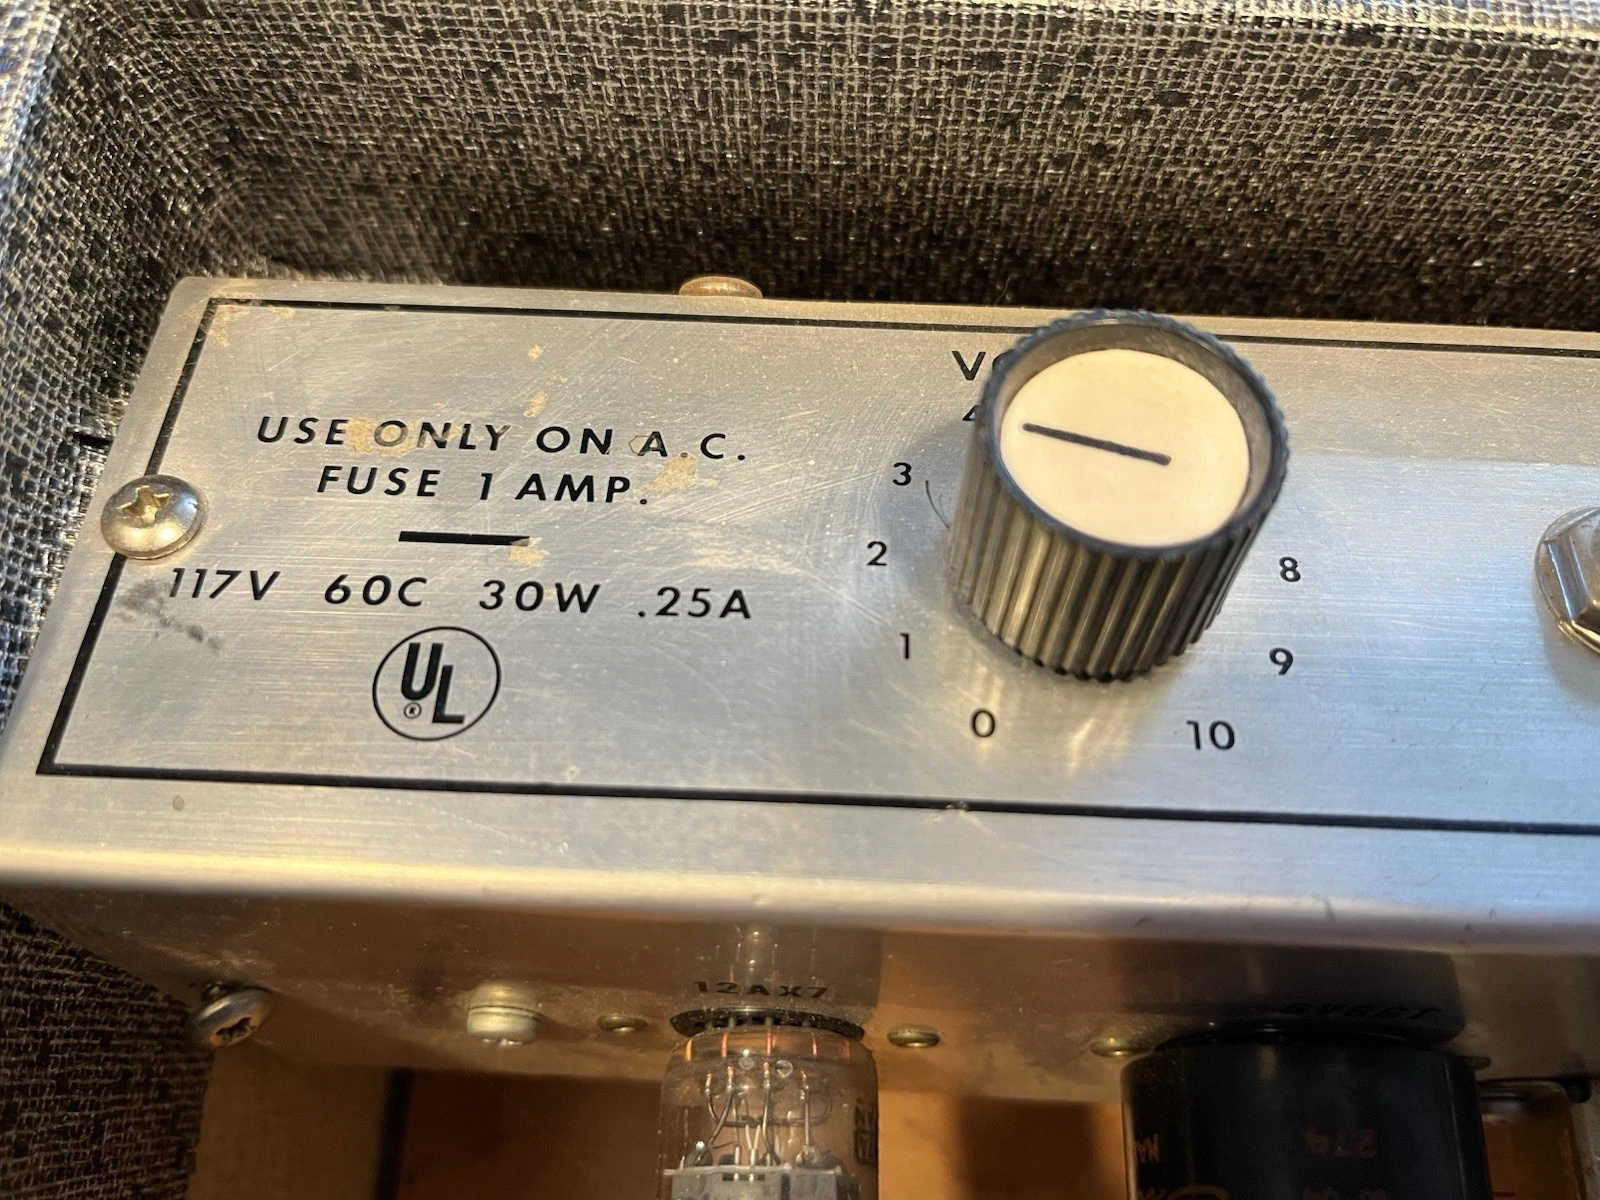 USE ONLY ON A.C.
FUSE 1 AMP.
117V 60C 30W .25A
UL
®
3
2
1
0
8
9
10
12AX7
274